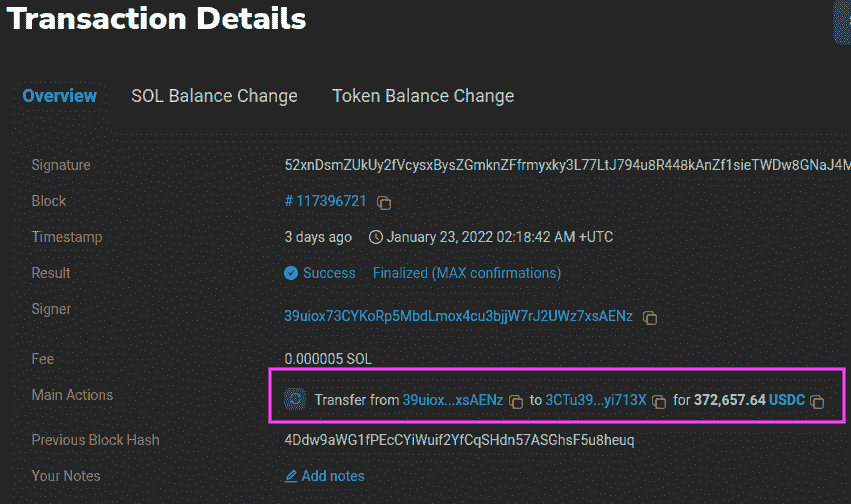 Transaction Details
Overview SOL Balance Change Token Balance Change
Signature 52xnDsmZUkUy2fVcysxBysZGmknZFfrmyxky3L77LtJ794u8R448kAnZf1sieTWDw8GNaJ4M
Block # 117396721
Timestamp 3 days ago January 23, 2022 02:18:42 AM +UTC
Result Success Finalized (MAX confirmations)
Signer 39uiox73CYKoRp5MbdLmox4cu3bjjW7rJ2UWz7xsAENz
Fee 0.000005 SOL
Main Actions Transfer from 39uiox...xsAENz to 3CTu39...yi713X for 372,657.64 USDC
Previous Block Hash 4Ddw9aWG1fPEcCYiWuif2YfCqSHdn57ASGhsF5u8heuq
Your Notes Add notes